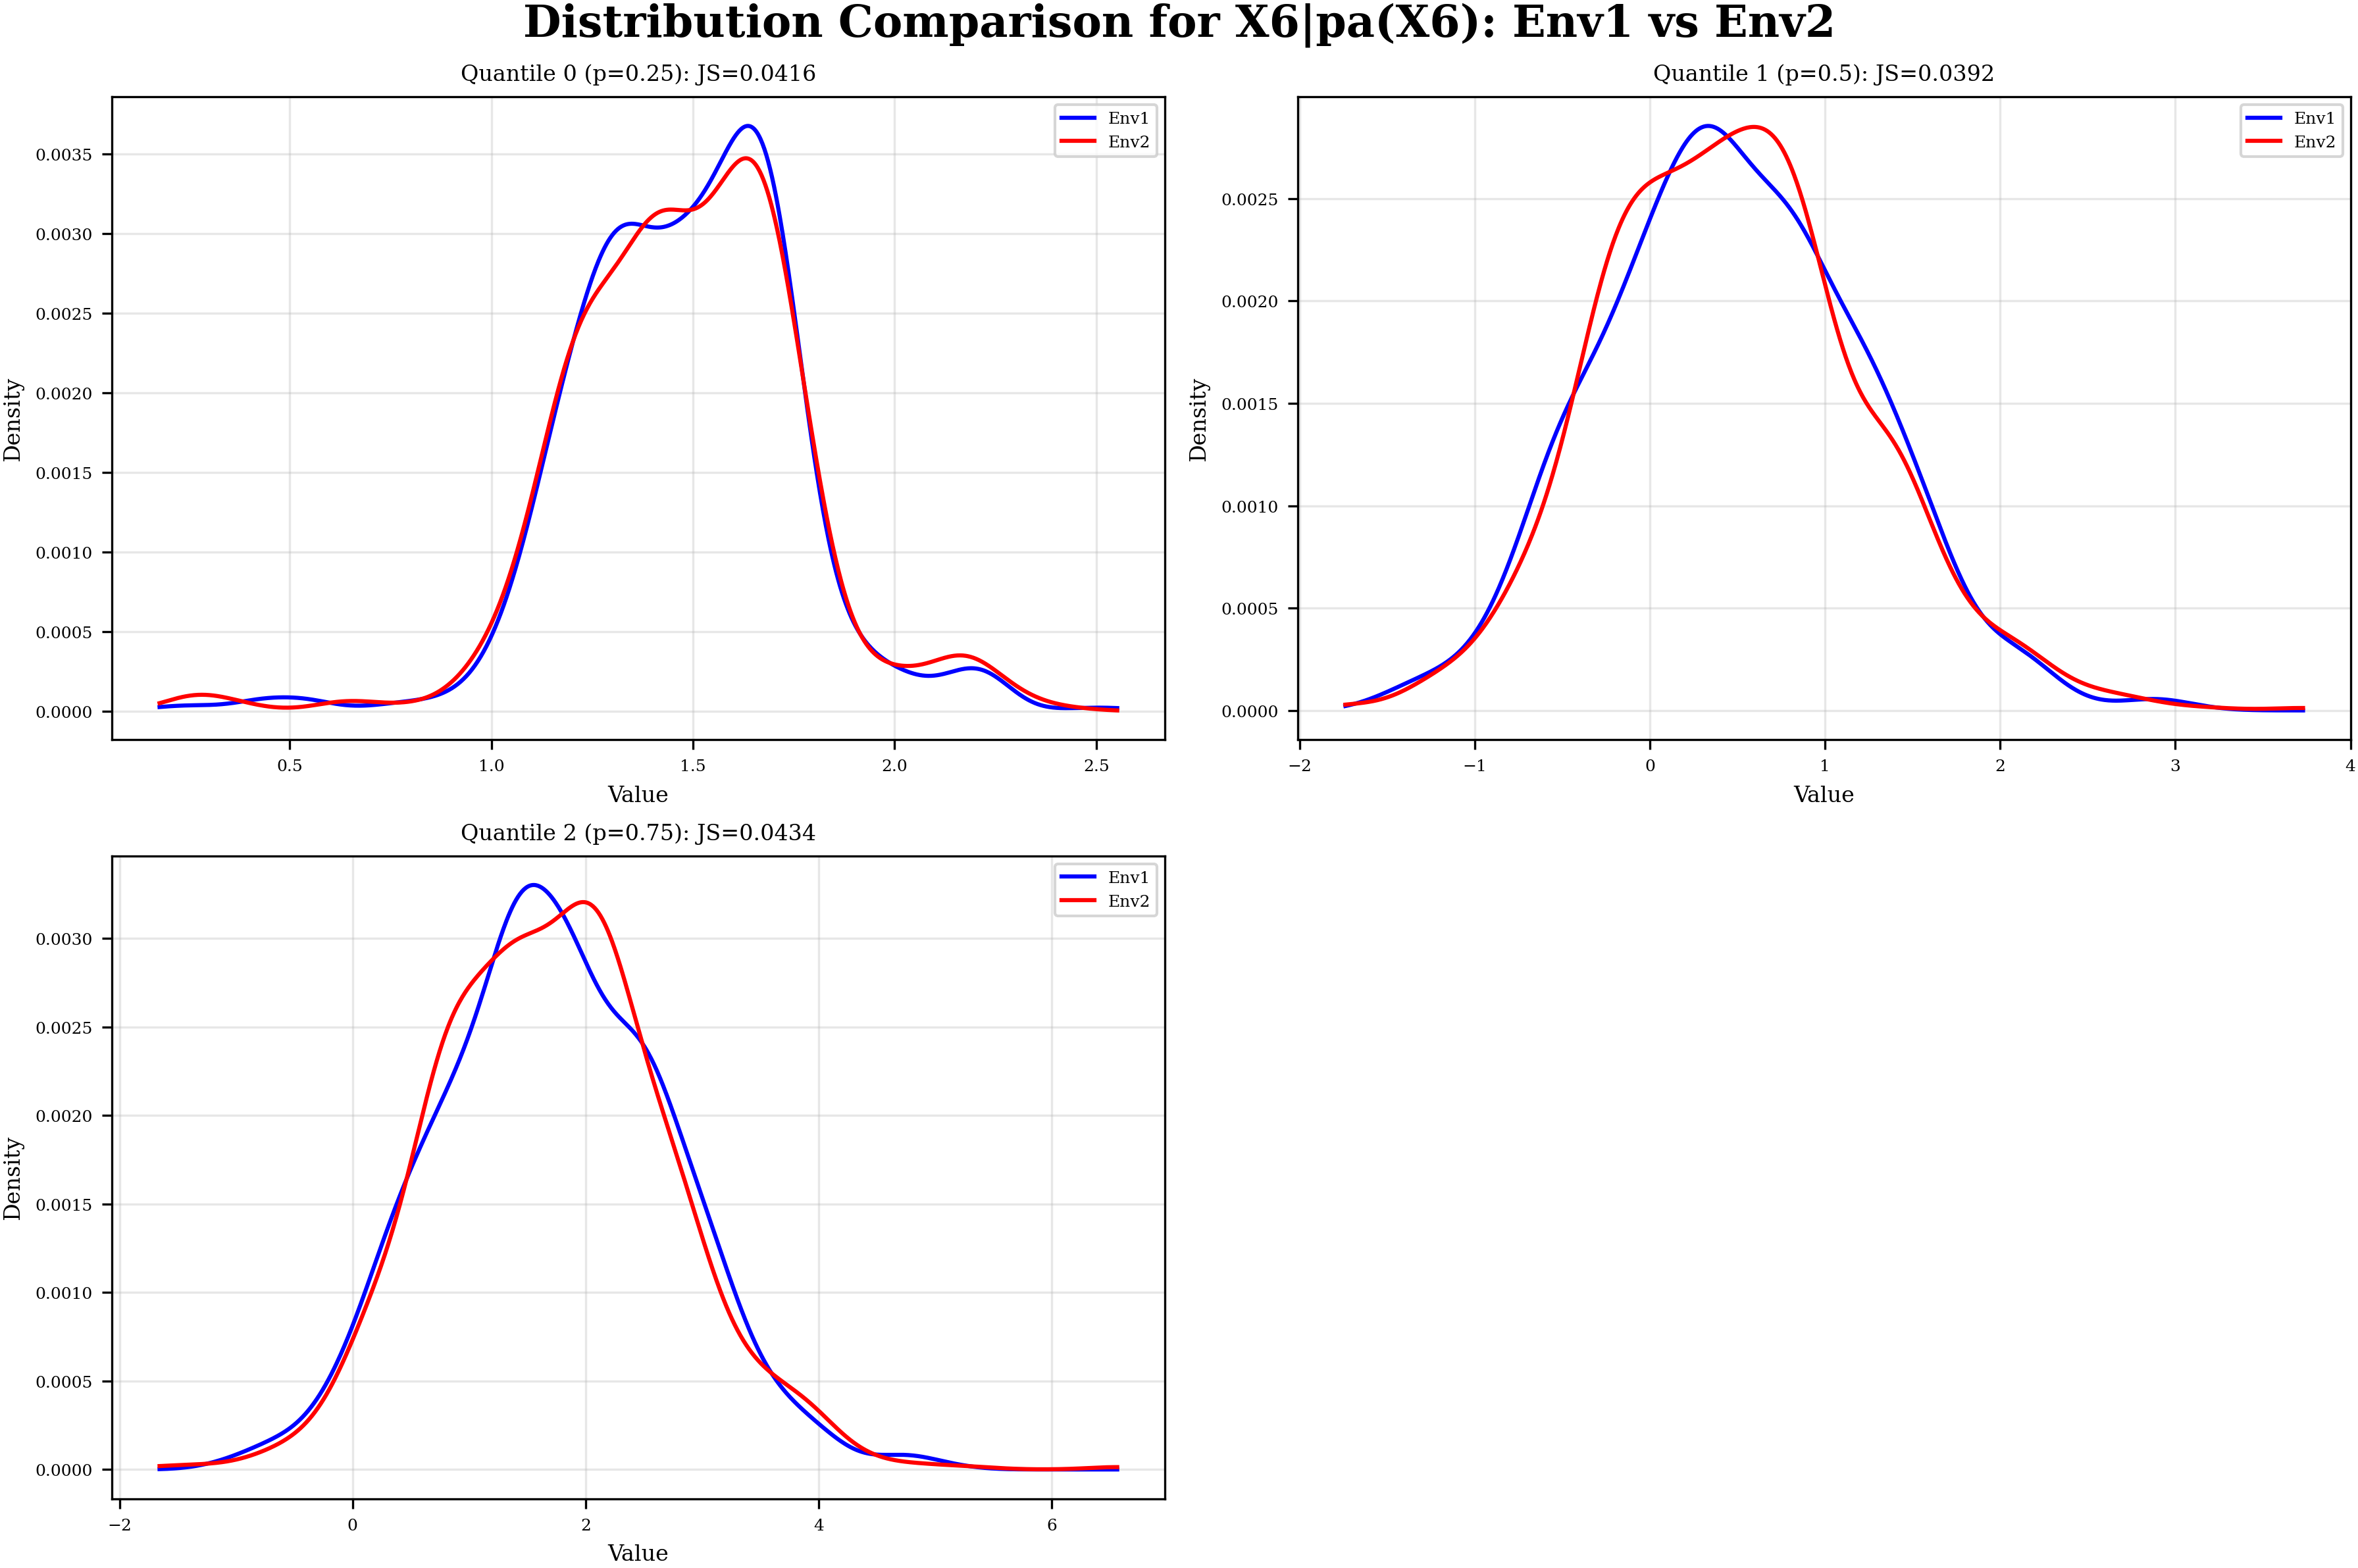 Distribution Comparison for X6|pa(X6): Env1 vs Env2
Quantile 0 (p=0.25): JS=0.0416
Env1
Env2
Density
0.0035
0.0030
0.0025
0.0020
0.0015
0.0010
0.0005
0.0000
0.5 1.0 1.5 2.0 2.5
Value
Quantile 1 (p=0.5): JS=0.0392
Env1
Env2
Density
0.0025
0.0020
0.0015
0.0010
0.0005
0.0000
−2 −1 0 1 2 3 4
Value
Quantile 2 (p=0.75): JS=0.0434
Env1
Env2
Density
0.0030
0.0025
0.0020
0.0015
0.0010
0.0005
0.0000
−2 0 2 4 6
Value